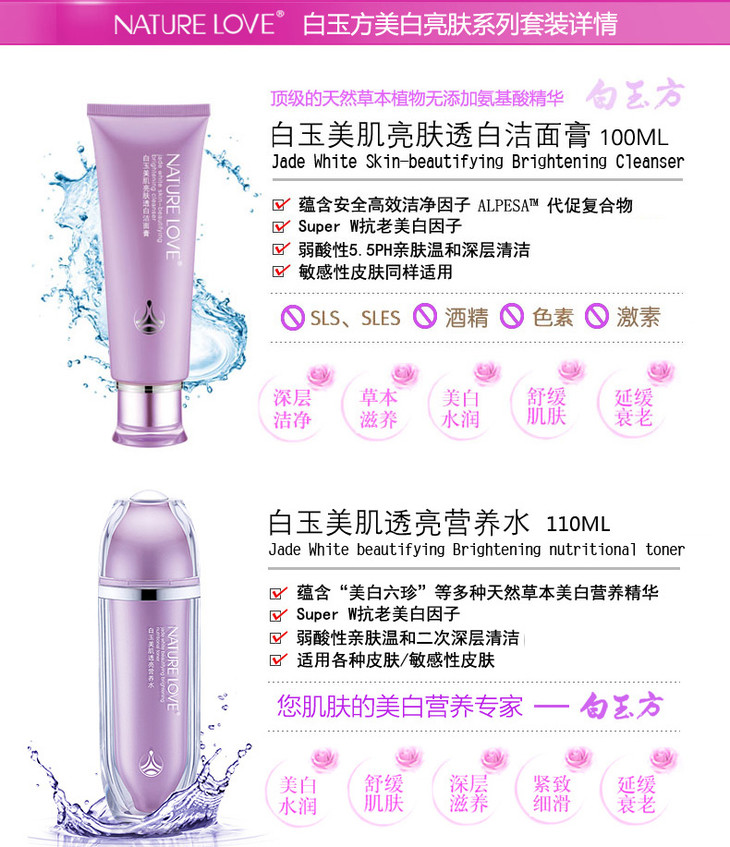 NATURE LOVE® 白玉方美白亮肤系列套装详情
顶级的天然草本植物无添加氨基酸精华 白玉方
白玉美肌亮肤透白洁面膏 100ML
Jade White Skin-beautifying Brightening Cleanser
蕴含安全高效洁净因子 ALPESA™ 代促复合物
Super W抗老美白因子
弱酸性5.5PH亲肤温和深层清洁
敏感性皮肤同样适用
SLS、SLES 酒精 色素 激素
深层
洁净
草本
滋养
美白
水润
舒缓
肌肤
延缓
衰老
NATURE LOVE®
jade white skin-beautifying
brightening cleanser
白玉美肌亮肤透白洁面膏
白玉美肌透亮营养水 110ML
Jade White beautifying Brightening nutritional toner
蕴含“美白六珍”等多种天然草本美白营养精华
Super W抗老美白因子
弱酸性亲肤温和二次深层清洁
适用各种皮肤/敏感性皮肤
您肌肤的美白营养专家 — 白玉方
美白
水润
舒缓
肌肤
深层
滋养
紧致
细滑
延缓
衰老
NATURE LOVE®
jade white beautifying brightening
nutritional toner
白玉美肌透亮营养水